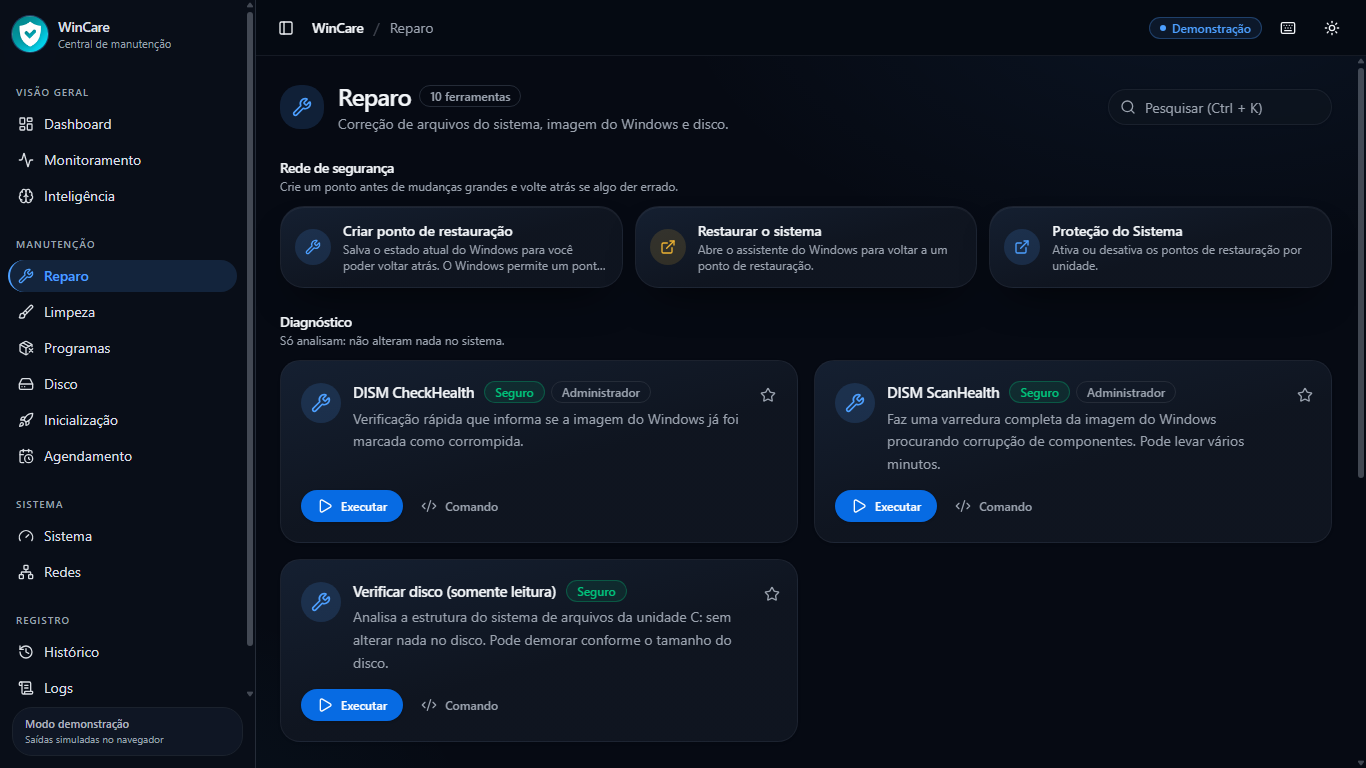 WinCare
Central de manutenção
VISÃO GERAL
Dashboard
Monitoramento
Inteligência
MANUTENÇÃO
Reparo
Limpeza
Programas
Disco
Inicialização
Agendamento
SISTEMA
Sistema
Redes
REGISTRO
Histórico
Logs
Modo demonstração
Saídas simuladas no navegador
WinCare / Reparo
Demonstração
Reparo
10 ferramentas
Correção de arquivos do sistema, imagem do Windows e disco.
Pesquisar (Ctrl + K)
Rede de segurança
Crie um ponto antes de mudanças grandes e volte atrás se algo der errado.
Criar ponto de restauração
Salva o estado atual do Windows para você
poder voltar atrás. O Windows permite um pont...
Restaurar o sistema
Abre o assistente do Windows para voltar a um
ponto de restauração.
Proteção do Sistema
Ativa ou desativa os pontos de restauração por
unidade.
Diagnóstico
Só analisam: não alteram nada no sistema.
DISM CheckHealth Seguro Administrador
Verificação rápida que informa se a imagem do Windows já foi
marcada como corrompida.
Executar </> Comando
DISM ScanHealth Seguro Administrador
Faz uma varredura completa da imagem do Windows
procurando corrupção de componentes. Pode levar vários
minutos.
Executar </> Comando
Verificar disco (somente leitura) Seguro
Analisa a estrutura do sistema de arquivos da unidade C: sem
alterar nada no disco. Pode demorar conforme o tamanho do
disco.
Executar </> Comando